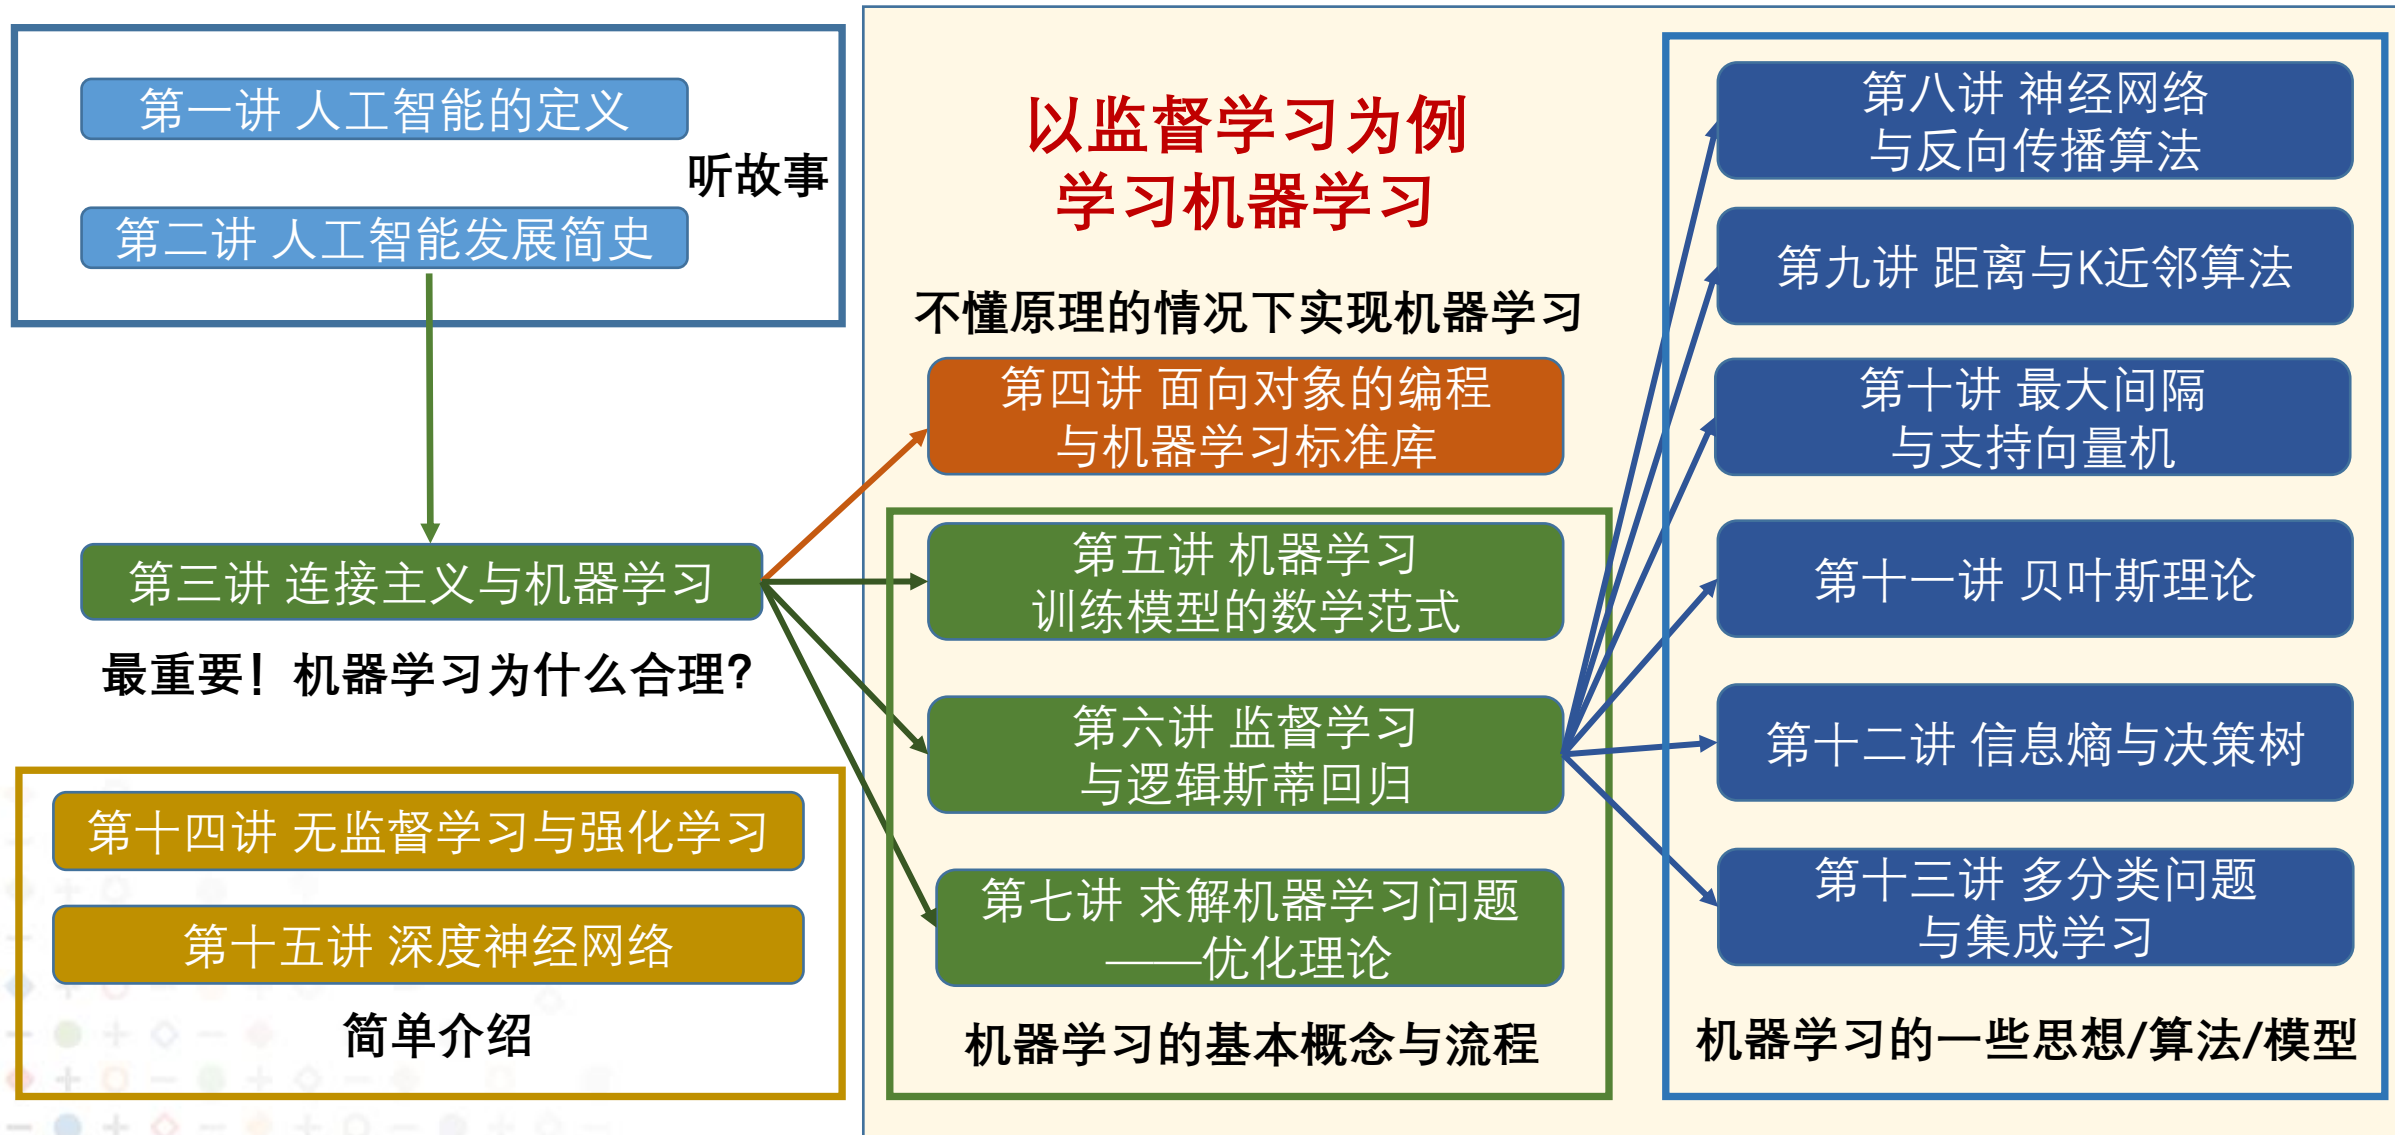 第一讲 人工智能的定义
听故事
第二讲 人工智能发展简史
第三讲 连接主义与机器学习
最重要！机器学习为什么合理？
第十四讲 无监督学习与强化学习
第十五讲 深度神经网络
简单介绍
以监督学习为例
学习机器学习
不懂原理的情况下实现机器学习
第四讲 面向对象的编程
与机器学习标准库
第五讲 机器学习
训练模型的数学范式
第六讲 监督学习
与逻辑斯蒂回归
第七讲 求解机器学习问题
——优化理论
机器学习的基本概念与流程
第八讲 神经网络
与反向传播算法
第九讲 距离与K近邻算法
第十讲 最大间隔
与支持向量机
第十一讲 贝叶斯理论
第十二讲 信息熵与决策树
第十三讲 多分类问题
与集成学习
机器学习的一些思想/算法/模型